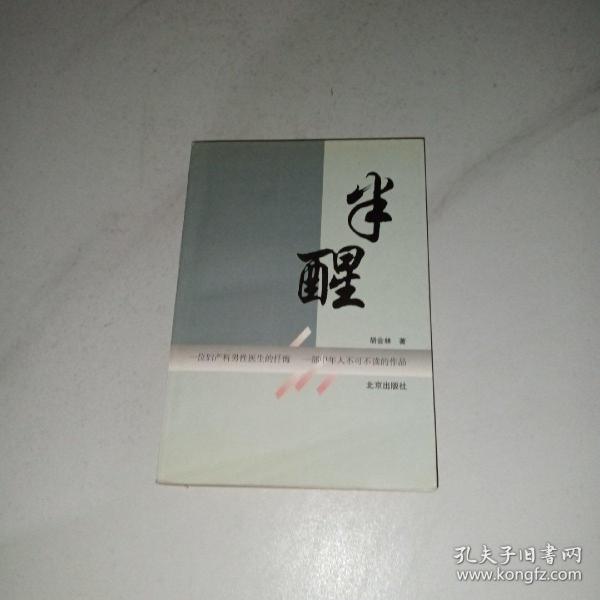 半
醒
胡会林 著
一位妇产科男性医生的忏悔 一部中年人不可不读的作品
北京出版社
孔夫子旧书网
www.kongfz.com